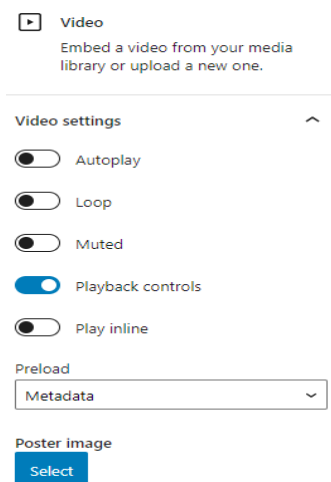 Video
Embed a video from your media
library or upload a new one.
Video settings
Autoplay
Loop
Muted
Playback controls
Play inline
Preload
Metadata
Poster image
Select